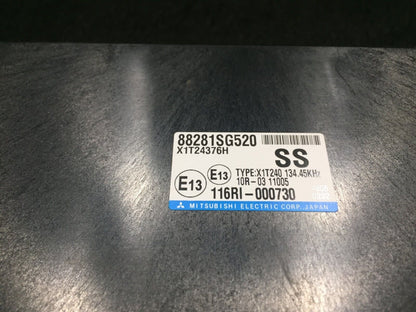 88281SG520
X1T24376H
SS
E13 E13 TYPE:X1T240 134.45KHz
10R-03 11005
116RI-000730
MITSUBISHI ELECTRIC CORP., JAPAN